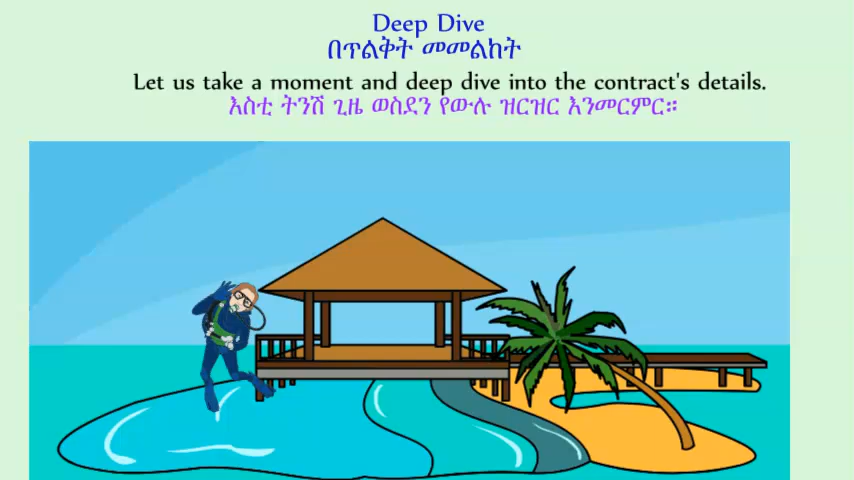 Deep Dive
በጥልቅት መመልከት
Let us take a moment and deep dive into the contract's details.
እስቲ ትንሽ ጊዜ ወስደን የውሉ ዝርዝር እንመርምር።